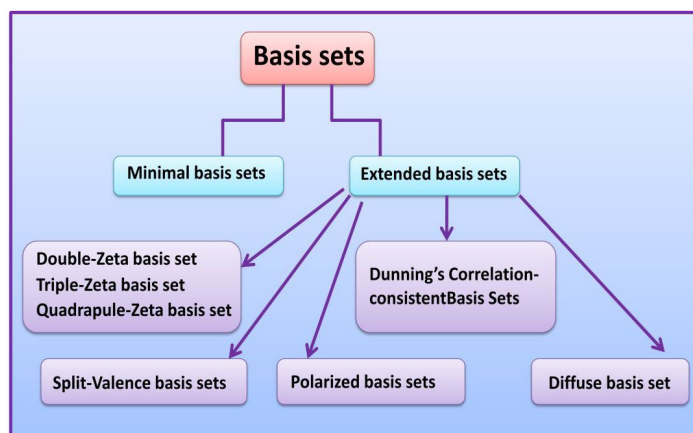 Basis sets
Minimal basis sets
Extended basis sets
Double-Zeta basis set
Triple-Zeta basis set
Quadrapule-Zeta basis set
Dunning’s Correlation-
consistentBasis Sets
Split-Valence basis sets
Polarized basis sets
Diffuse basis set